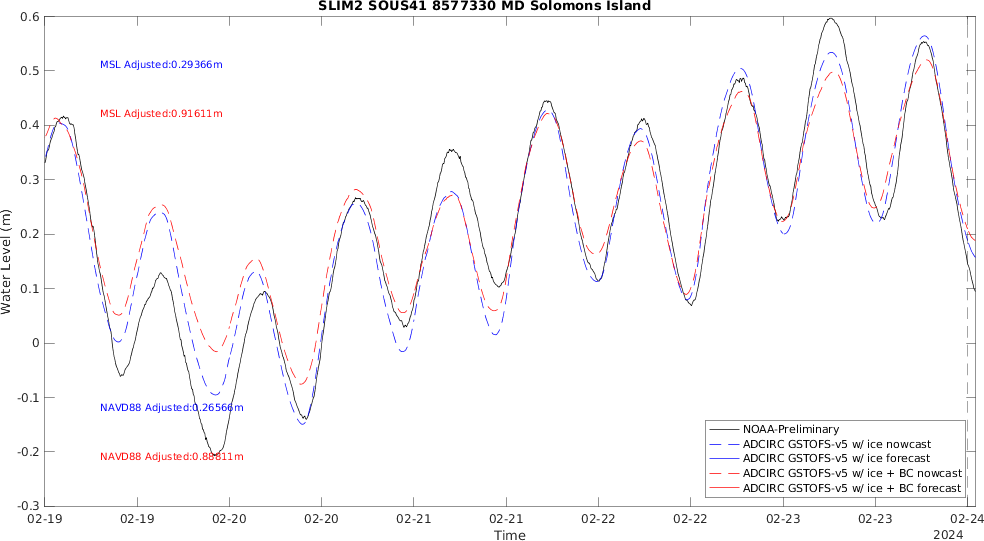 SLIM2 SOUS41 8577330 MD Solomons Island
0.6
0.5
0.4
0.3
0.2
0.1
0
-0.1
-0.2
-0.3
Water Level (m)
MSL Adjusted:0.29366m
MSL Adjusted:0.91611m
NAVD88 Adjusted:0.26566m
NAVD88 Adjusted:0.88811m
NOAA-Preliminary
ADCIRC GSTOFS-v5 w/ ice nowcast
ADCIRC GSTOFS-v5 w/ ice forecast
ADCIRC GSTOFS-v5 w/ ice + BC nowcast
ADCIRC GSTOFS-v5 w/ ice + BC forecast
02-19 02-19 02-20 02-20 02-21 02-21 02-22 02-22 02-23 02-23 02-24
Time
2024